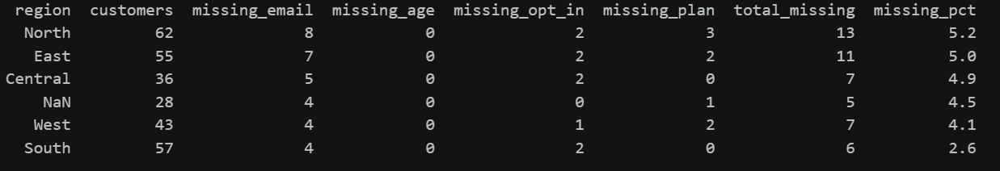 region customers missing_email missing_age missing_opt_in missing_plan total_missing missing_pct
North 62 8 0 2 3 13 5.2
East 55 7 0 2 2 11 5.0
Central 36 5 0 2 0 7 4.9
NaN 28 4 0 0 1 5 4.5
West 43 4 0 1 2 7 4.1
South 57 4 0 2 0 6 2.6